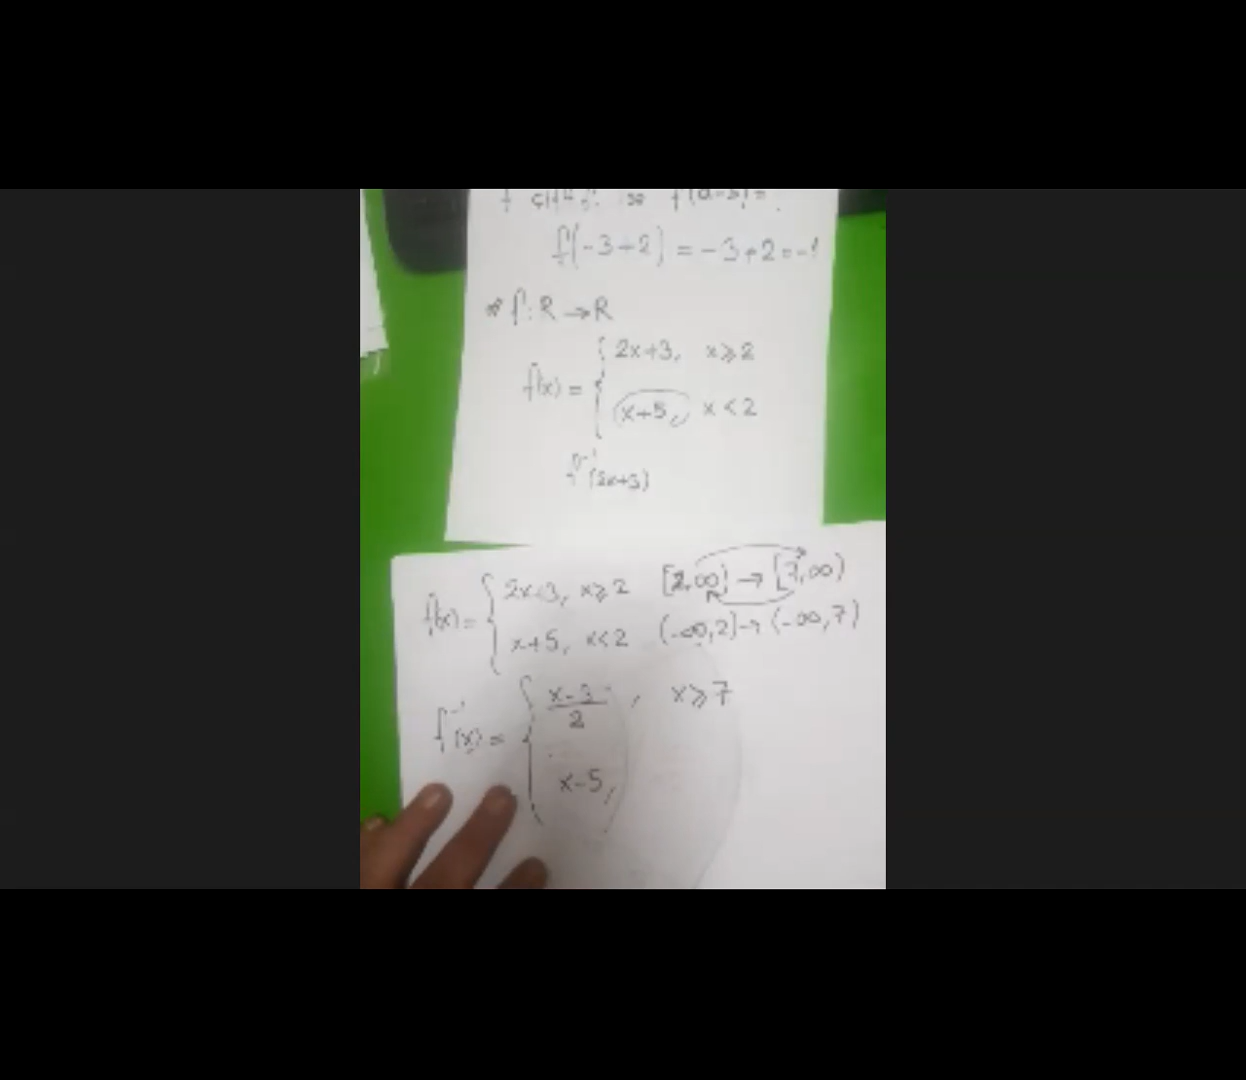 f(-3+2) = -3+2=-1
* f: R → R
f(x) = { 2x+3, x≥2
x+5, x<2
f⁻¹(2x+3)
f(x) = { 2x+3, x≥2 [2,∞) → [7,∞)
x+5, x<2 (-∞,2) → (-∞,7)
f⁻¹(x) = { x-3/2, x≥7
x-5,